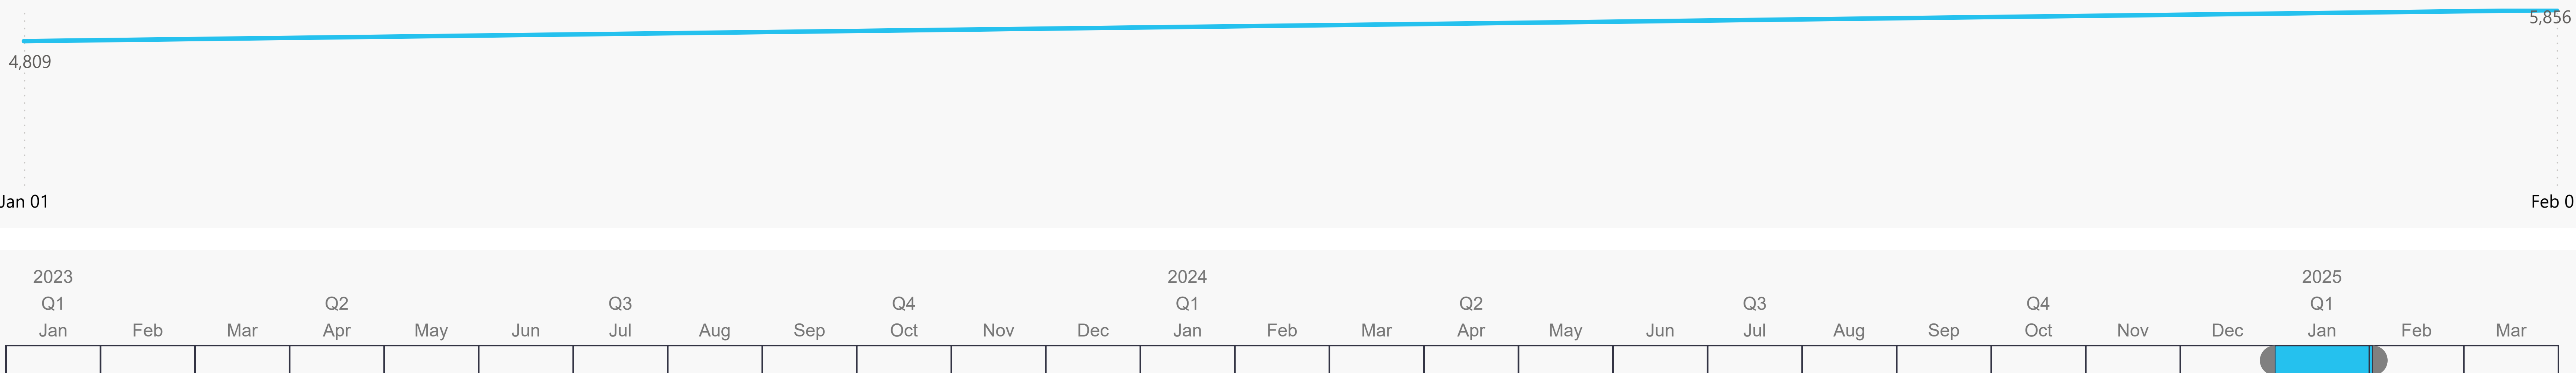 5,856
4,809
Jan 01 Feb 0
2023 2024 2025
Q1 Q2 Q3 Q4 Q1 Q2 Q3 Q4 Q1
Jan Feb Mar Apr May Jun Jul Aug Sep Oct Nov Dec Jan Feb Mar Apr May Jun Jul Aug Sep Oct Nov Dec Jan Feb Mar